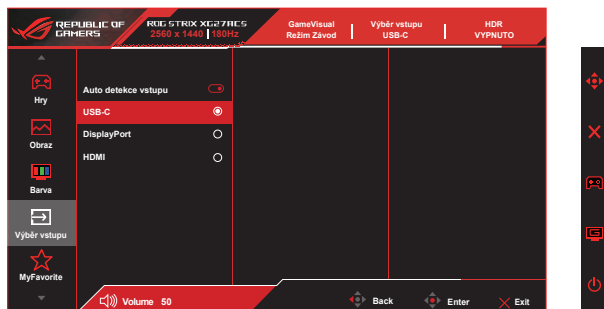 REPUBLIC OF
GAMERS
ROG STRIX XG27ACS
2560 x 1440 180Hz
GameVisual
Režim Závod
Výběr vstupu
USB-C
HDR
VYPNUTO
Hry
Obraz
Barva
Výběr vstupu
MyFavorite
Auto detekce vstupu
USB-C
DisplayPort
HDMI
Volume 50
Back
Enter
Exit